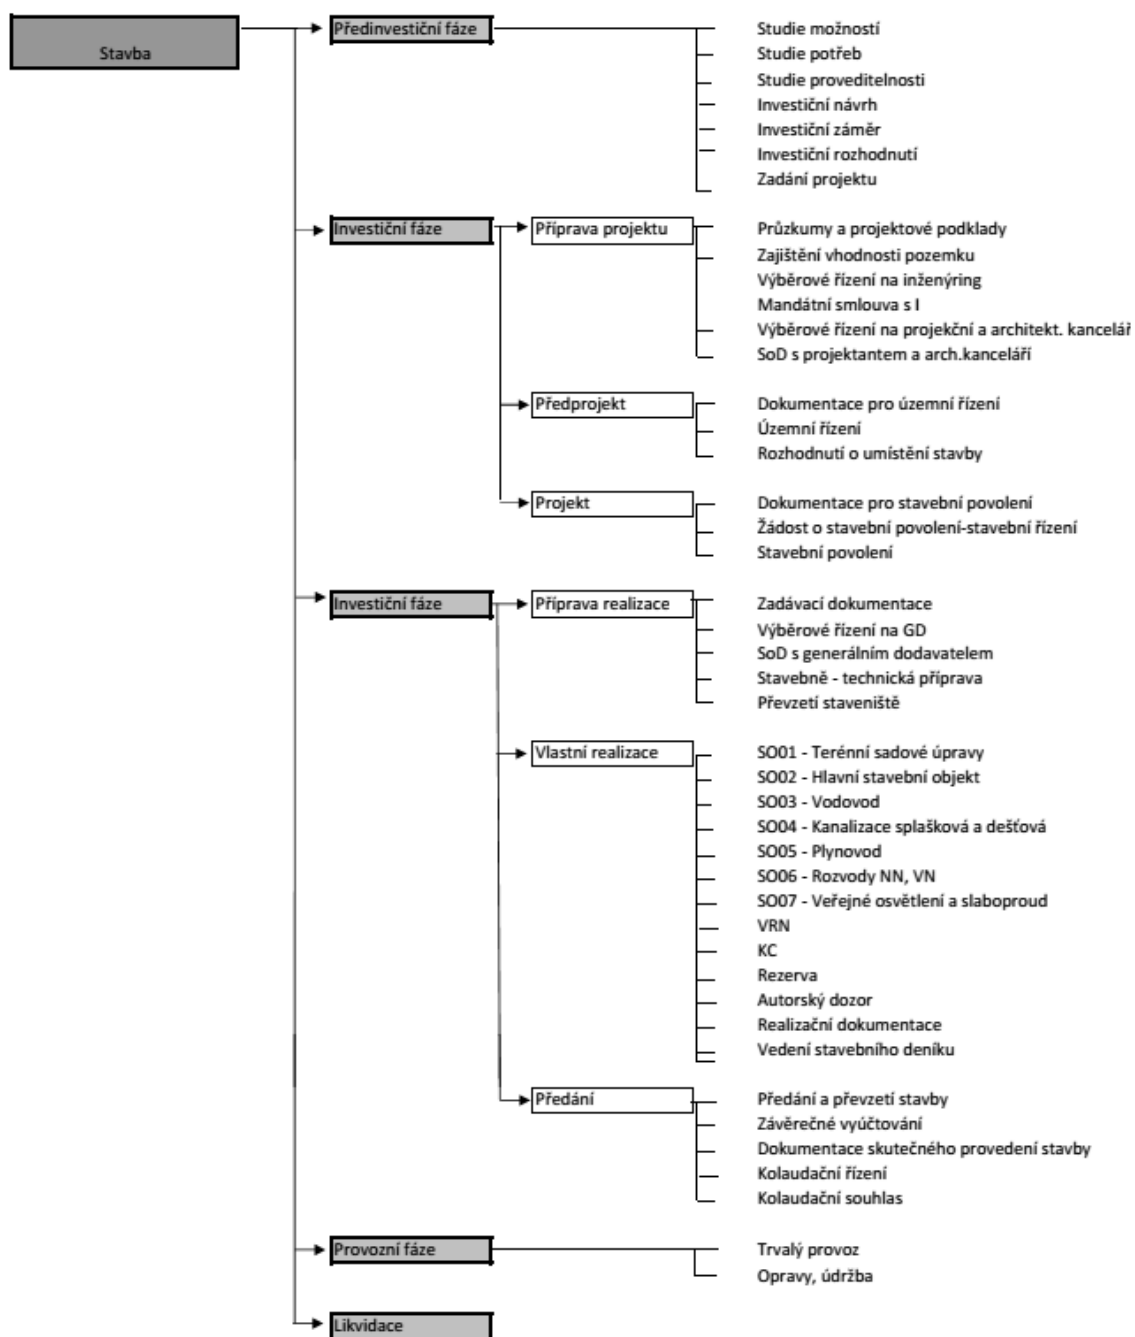 Stavba
Předinvestiční fáze
Studie možností
Studie potřeb
Studie proveditelnosti
Investiční návrh
Investiční záměr
Investiční rozhodnutí
Zadání projektu
Investiční fáze
Příprava projektu
Průzkumy a projektové podklady
Zajištění vhodnosti pozemku
Výběrové řízení na inženýring
Mandátní smlouva s I
Výběrové řízení na projekční a architekt. kancelář
SoD s projektantem a arch.kanceláří
Předprojekt
Dokumentace pro územní řízení
Územní řízení
Rozhodnutí o umístění stavby
Projekt
Dokumentace pro stavební povolení
Žádost o stavební povolení-stavební řízení
Stavební povolení
Investiční fáze
Příprava realizace
Zadávací dokumentace
Výběrové řízení na GD
SoD s generálním dodavatelem
Stavebně - technická příprava
Převzetí staveniště
Vlastní realizace
SO01 - Terénní sadové úpravy
SO02 - Hlavní stavební objekt
SO03 - Vodovod
SO04 - Kanalizace splašková a dešťová
SO05 - Plynovod
SO06 - Rozvody NN, VN
SO07 - Veřejné osvětlení a slaboproud
VRN
KC
Rezerva
Autorský dozor
Realizační dokumentace
Vedení stavebního deníku
Předání
Předání a převzetí stavby
Závěrečné vyúčtování
Dokumentace skutečného provedení stavby
Kolaudační řízení
Kolaudační souhlas
Provozní fáze
Trvalý provoz
Opravy, údržba
Likvidace